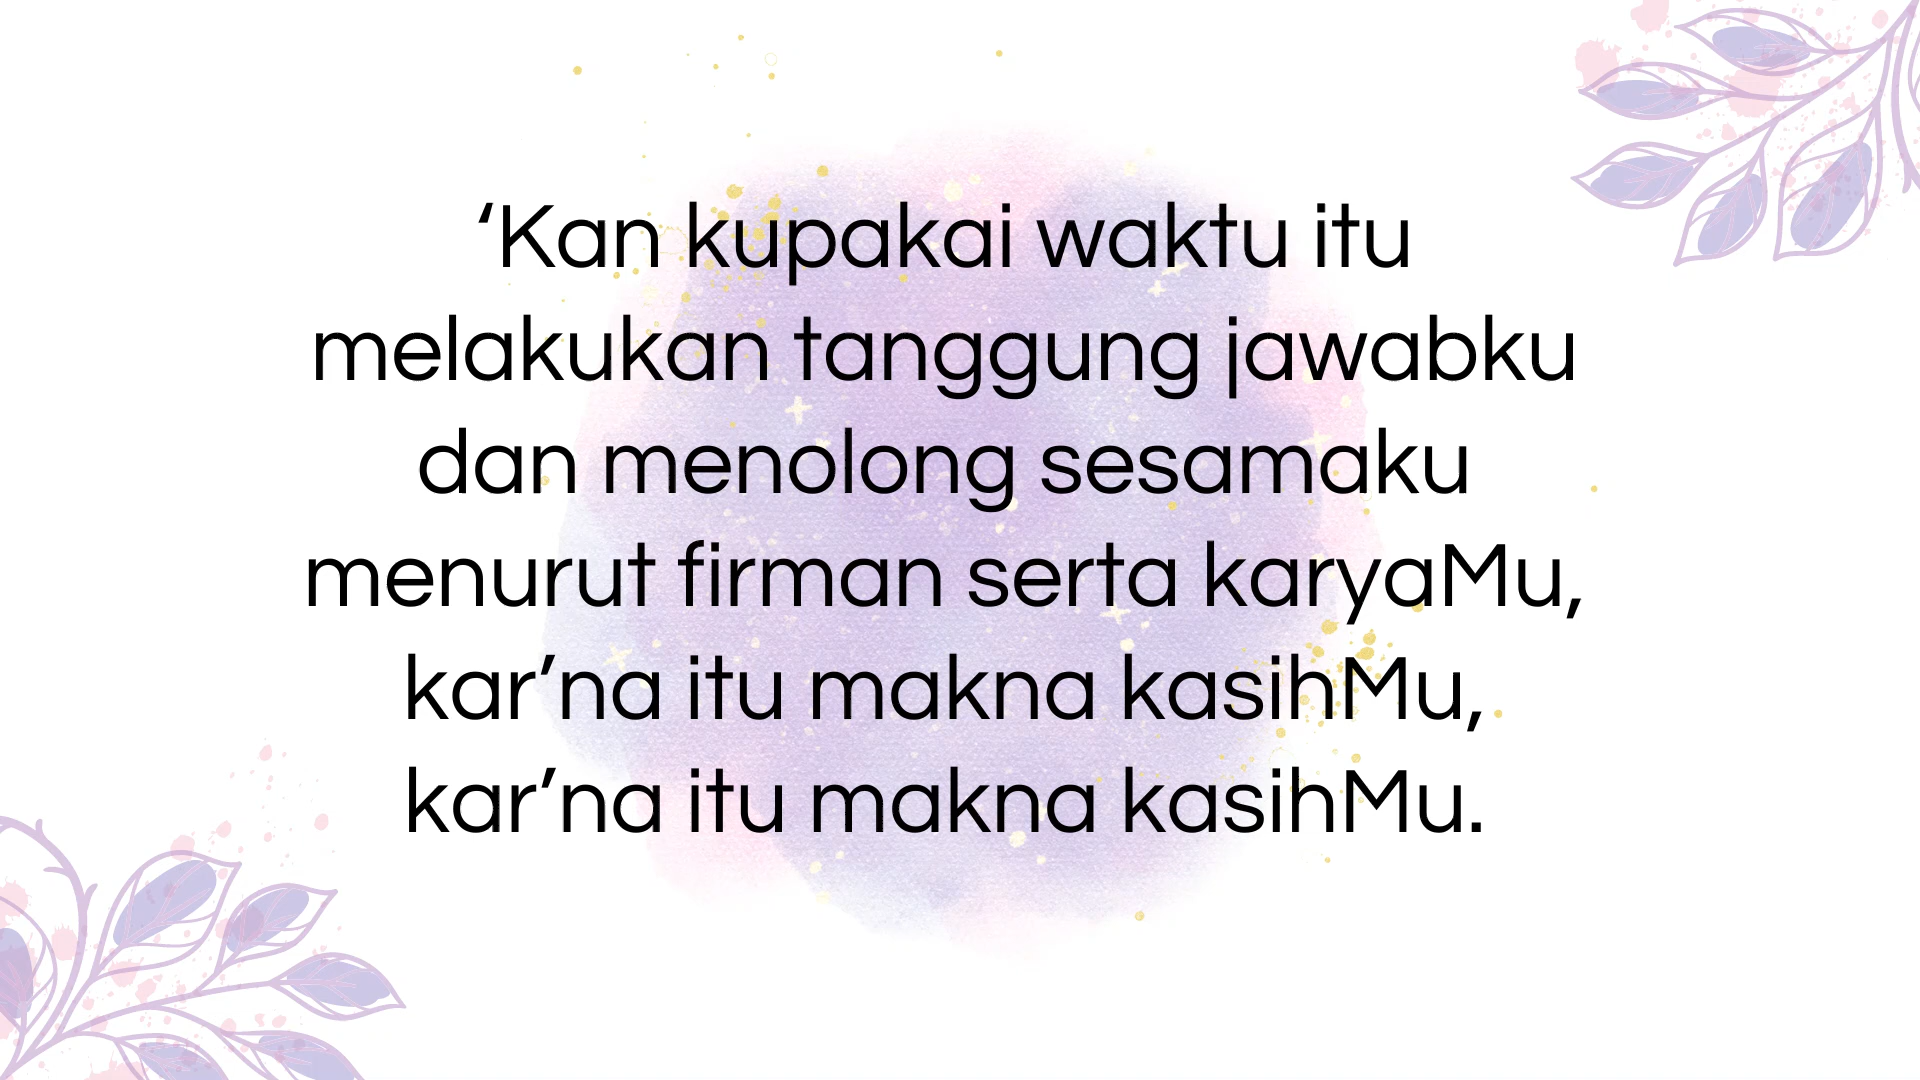 ‘Kan kupakai waktu itu
melakukan tanggung jawabku
dan menolong sesamaku
menurut firman serta karyaMu,
kar’na itu makna kasihMu,
kar’na itu makna kasihMu.